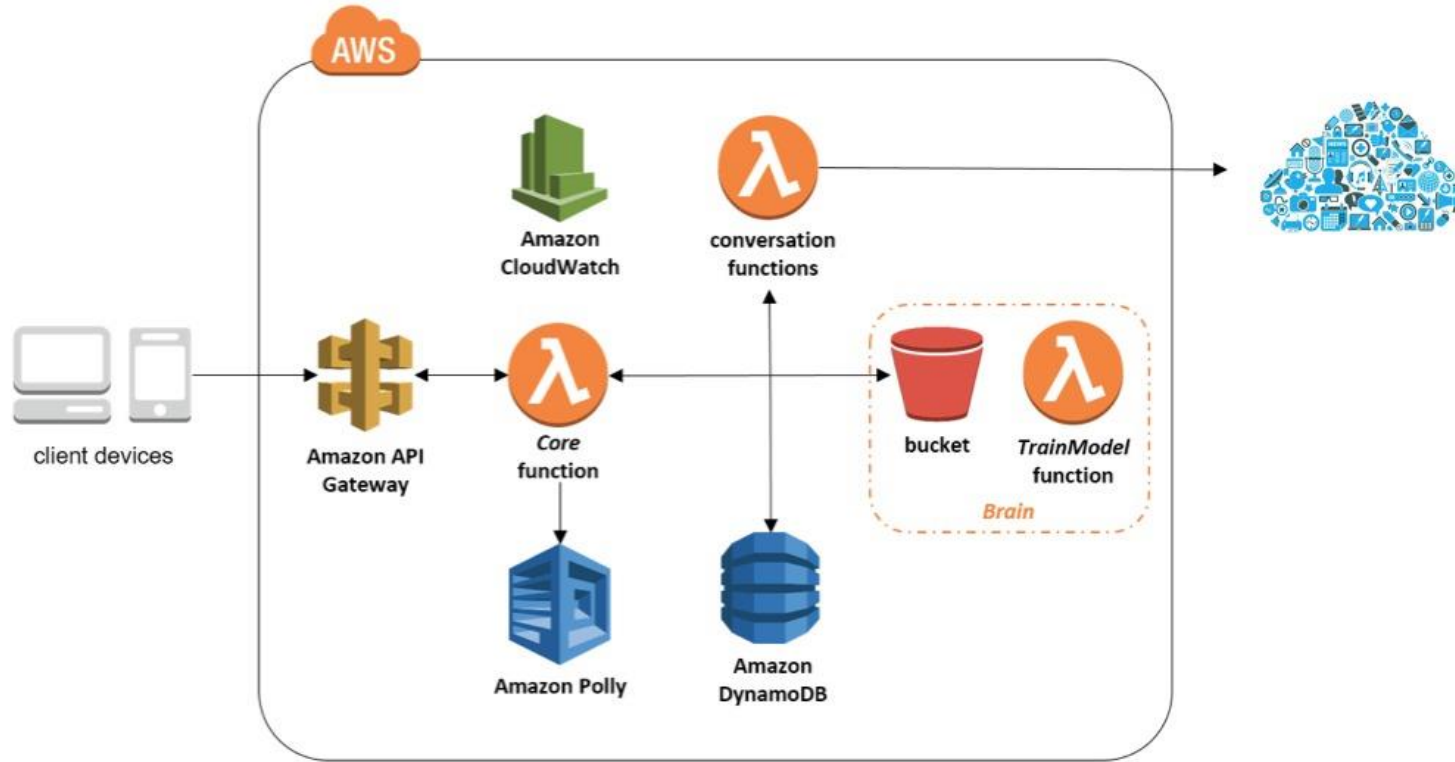 AWS
Amazon
CloudWatch
conversation
functions
client devices
Amazon API
Gateway
Core
function
bucket
TrainModel
function
Brain
Amazon Polly
Amazon
DynamoDB